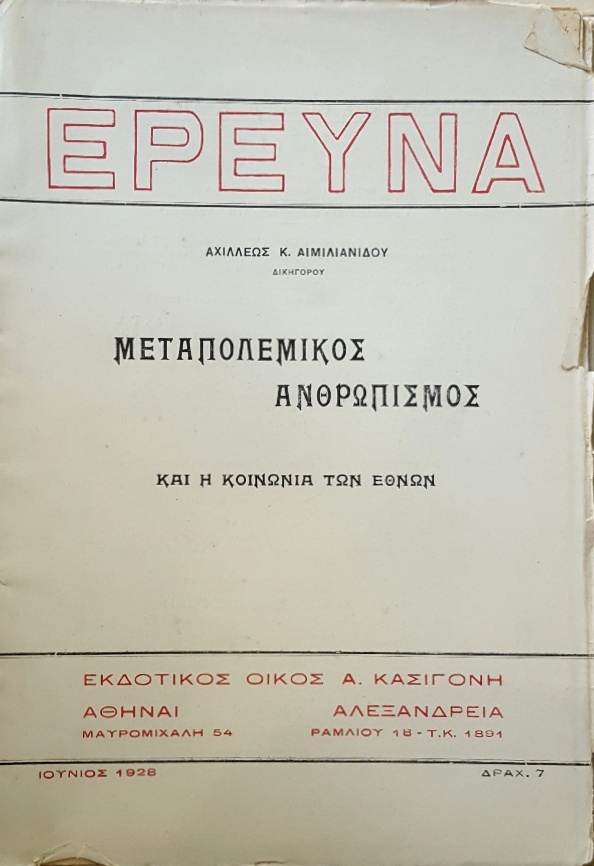 ΕΡΕΥΝΑ
ΑΧΙΛΛΕΩΣ Κ. ΑΙΜΙΛΙΑΝΙΔΟΥ
ΔΙΚΗΓΟΡΟΥ
ΜΕΤΑΠΟΛΕΜΙΚΟΣ
ΑΝΘΡΩΠΙΣΜΟΣ
ΚΑΙ Η ΚΟΙΝΩΝΙΑ ΤΩΝ ΕΘΝΩΝ
ΕΚΔΟΤΙΚΟΣ ΟΙΚΟΣ Α. ΚΑΣΙΓΟΝΗ
ΑΘΗΝΑΙ ΑΛΕΞΑΝΔΡΕΙΑ
ΜΑΥΡΟΜΙΧΑΛΗ 54 ΡΑΜΛΙΟΥ 18 - Τ.Κ. 1891
ΙΟΥΝΙΟΣ 1928 ΔΡΑΧ. 7